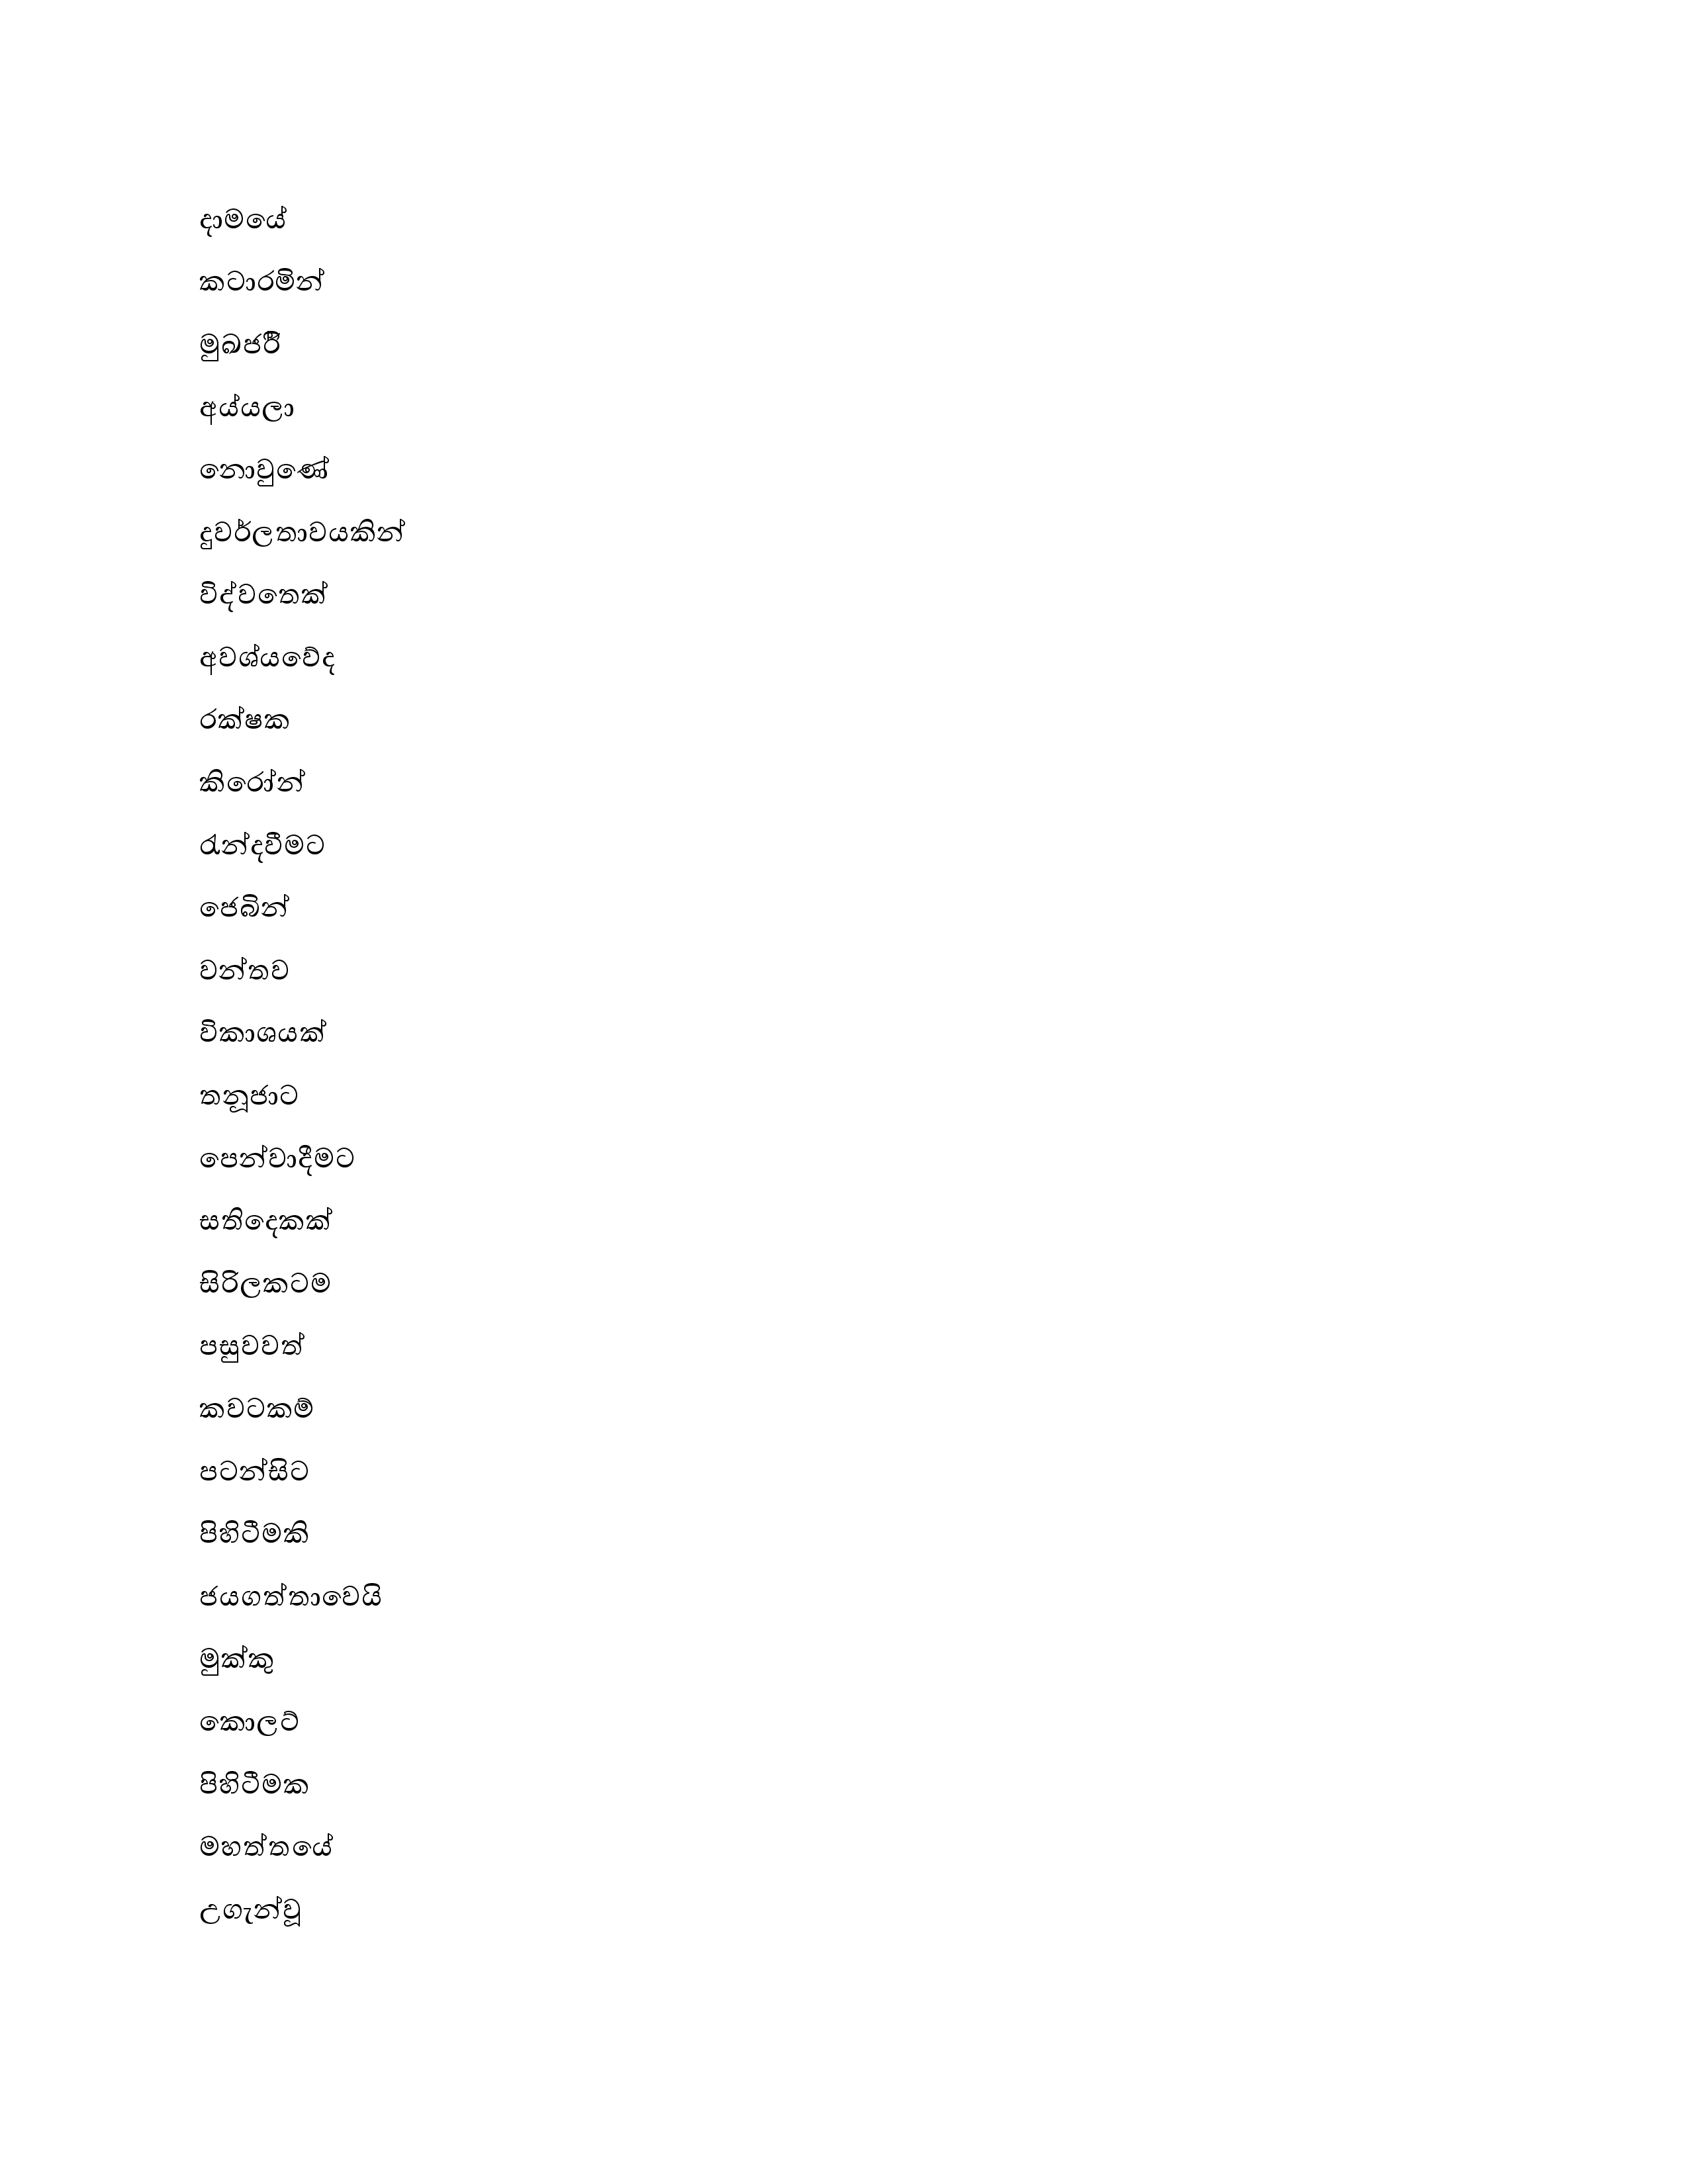 දාමයේ
කටාරමින්
මුඛජර්රී
අය්යලා
නොවුණේ
දුවර්ලතාවයකින්
විද්වතෙක්
අවශ්යවේද
රක්ෂක
කිරෝන්
රැන්දවීමට
ජෙබින්
වන්තව
විකාශයක්
තනූජාට
පෙන්වාදීමට
සතිදෙකක්
සිරිලකටම
පසුවවත්
කවටකම්
පටන්සිට
පිහිටීමකි
ජයගත්තාවෙයි
මුක්කු
කොලට්
පිහිටීමක
මහත්තයේ
උගැන්වූ